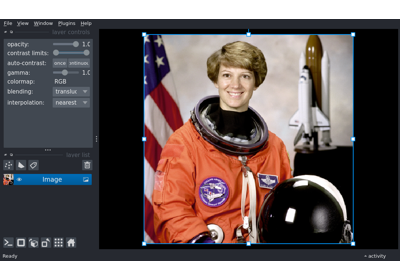 File View Window Plugins Help
layer controls
opacity: 1.0
contrast limits:
auto-contrast: once continuous
gamma: 1.0
colormap: RGB
blending: transluc
interpolation: nearest
layer list
Image
Ready
activity